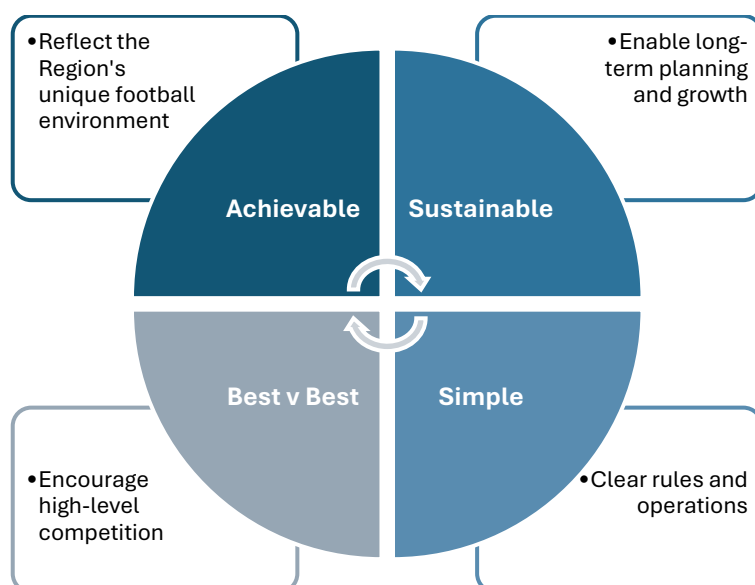 •Reflect the
Region's
unique football
environment
•Enable long-
term planning
and growth
Achievable
Sustainable
Best v Best
Simple
•Encourage
high-level
competition
•Clear rules and
operations